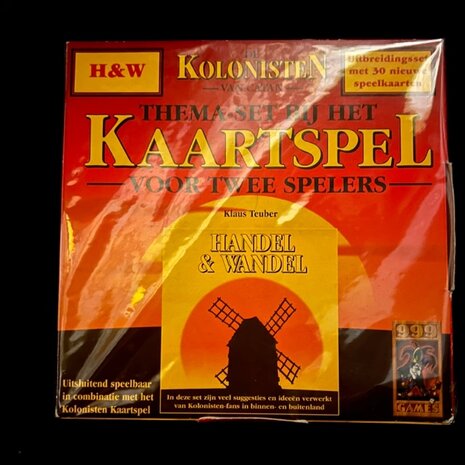 H&W
DE
KOLONISTEN
VAN CATAN
Uitbreidingsset
met 30 nieuwe
speelkaarten
THEMA-SET BIJ HET
KAARTSPEL
VOOR TWEE SPELERS
Klaus Teuber
HANDEL
& WANDEL
Uitsluitend speelbaar
in combinatie met het
Kolonisten Kaartspel
In deze set zijn veel suggesties en ideeën verwerkt
van Kolonisten-fans in binnen- en buitenland
999
GAMES